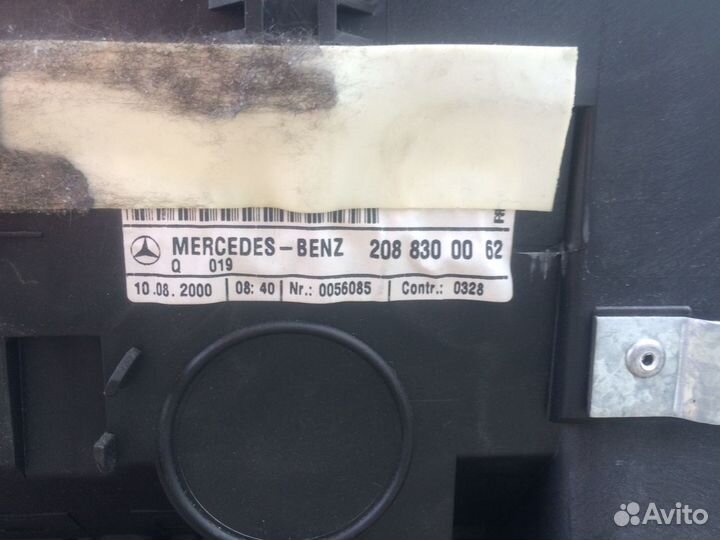 MERCEDES-BENZ 208 830 00 62
Q 019
10.08.2000 08:40 Nr.: 0056085 Contr.: 0328
Avito